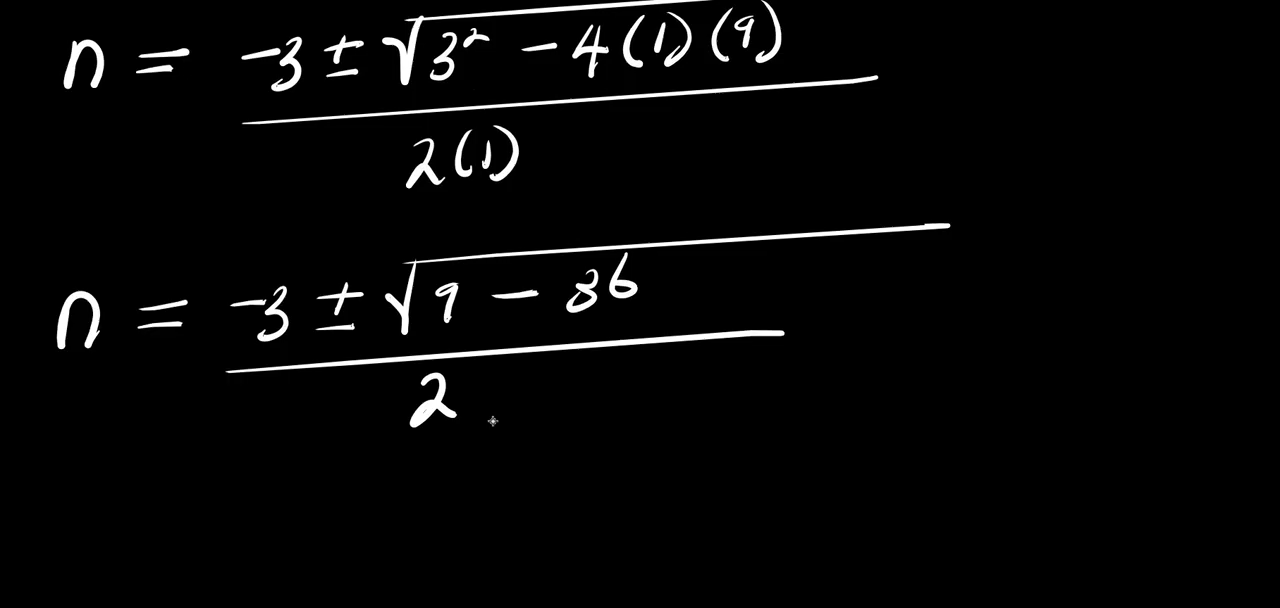 n = -3 ± √3² - 4(1)(9)
2(1)
n = -3 ± √9 - 36
2